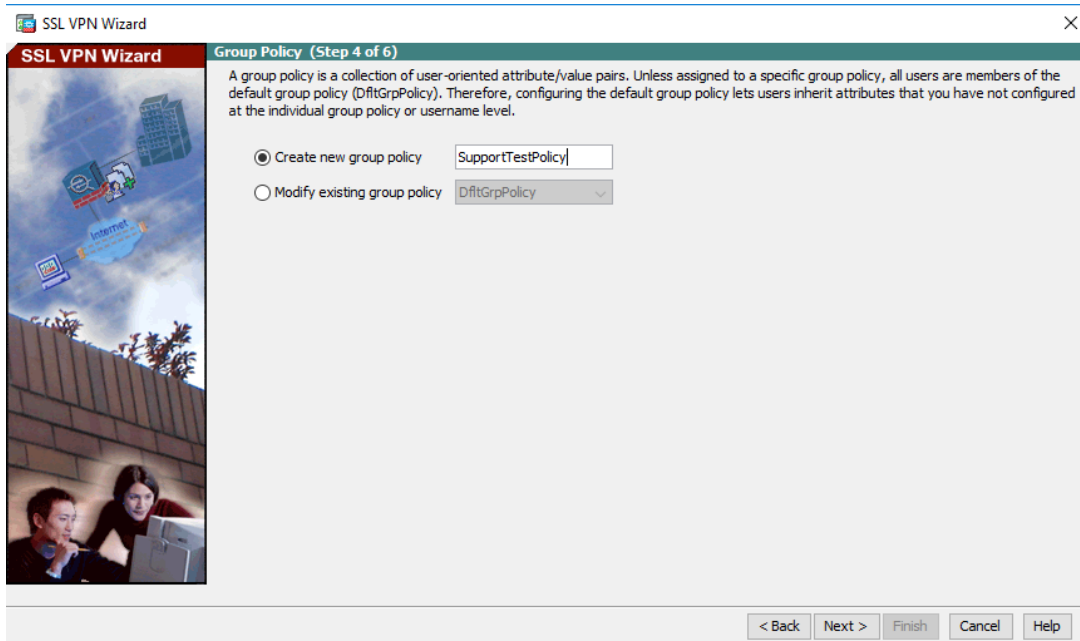 SSL VPN Wizard
SSL VPN Wizard
Group Policy (Step 4 of 6)
A group policy is a collection of user-oriented attribute/value pairs. Unless assigned to a specific group policy, all users are members of the
default group policy (DfltGrpPolicy). Therefore, configuring the default group policy lets users inherit attributes that you have not configured
at the individual group policy or username level.
Create new group policy SupportTestPolicy
Modify existing group policy DfltGrpPolicy
Internet
< Back Next > Finish Cancel Help